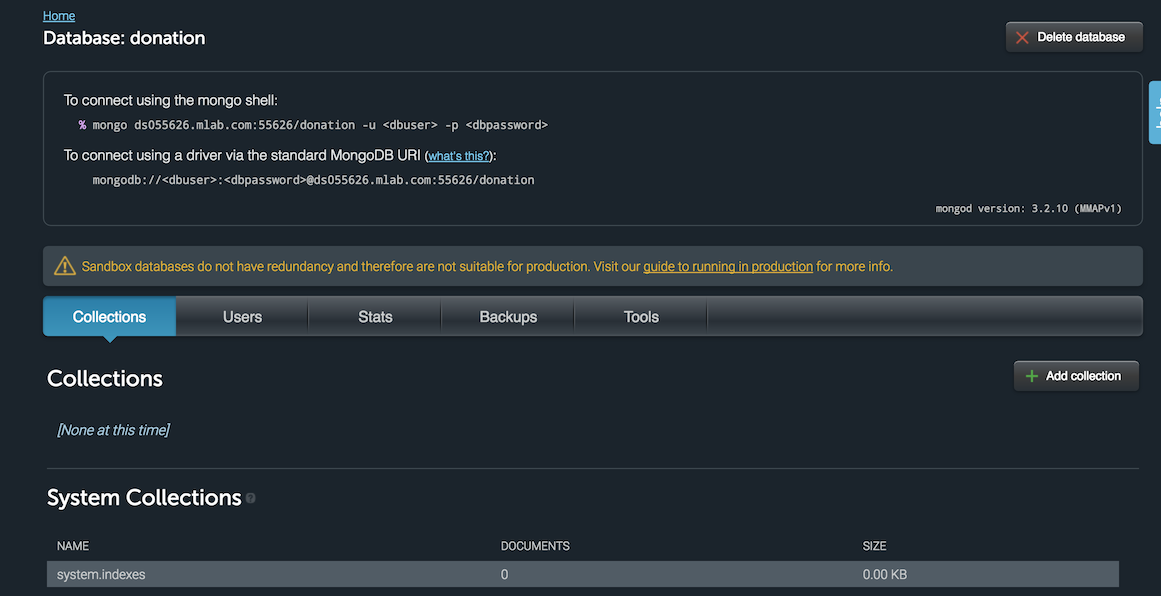 Home
Database: donation
Delete database
To connect using the mongo shell:
% mongo ds055626.mlab.com:55626/donation -u <dbuser> -p <dbpassword>
To connect using a driver via the standard MongoDB URI (what's this?):
mongodb://<dbuser>:<dbpassword>@ds055626.mlab.com:55626/donation
mongod version: 3.2.10 (MMAPv1)
Sandbox databases do not have redundancy and therefore are not suitable for production. Visit our guide to running in production for more info.
Collections Users Stats Backups Tools
Collections
Add collection
[None at this time]
System Collections
NAME DOCUMENTS SIZE
system.indexes 0 0.00 KB